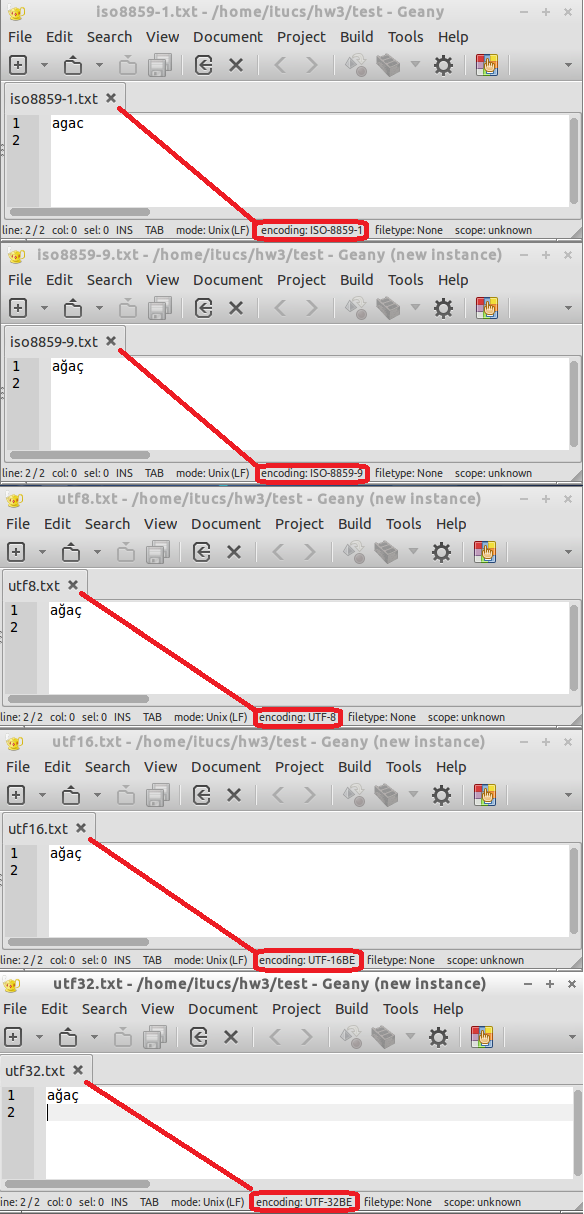 iso8859-1.txt - /home/itucs/hw3/test - Geany
File Edit Search View Document Project Build Tools Help
iso8859-1.txt
1 agac
2
line: 2 / 2 col: 0 sel: 0 INS TAB mode: Unix (LF) encoding: ISO-8859-1 filetype: None scope: unknown
iso8859-9.txt - /home/itucs/hw3/test - Geany (new instance)
File Edit Search View Document Project Build Tools Help
iso8859-9.txt
1 ağaç
2
line: 2 / 2 col: 0 sel: 0 INS TAB mode: Unix (LF) encoding: ISO-8859-9 filetype: None scope: unknown
utf8.txt - /home/itucs/hw3/test - Geany (new instance)
File Edit Search View Document Project Build Tools Help
utf8.txt
1 ağaç
2
line: 2 / 2 col: 0 sel: 0 INS TAB mode: Unix (LF) encoding: UTF-8 filetype: None scope: unknown
utf16.txt - /home/itucs/hw3/test - Geany (new instance)
File Edit Search View Document Project Build Tools Help
utf16.txt
1 ağaç
2
line: 2 / 2 col: 0 sel: 0 INS TAB mode: Unix (LF) encoding: UTF-16BE filetype: None scope: unknown
utf32.txt - /home/itucs/hw3/test - Geany (new instance)
File Edit Search View Document Project Build Tools Help
utf32.txt
1 ağaç
2
line: 2 / 2 col: 0 sel: 0 INS TAB mode: Unix (LF) encoding: UTF-32BE filetype: None scope: unknown